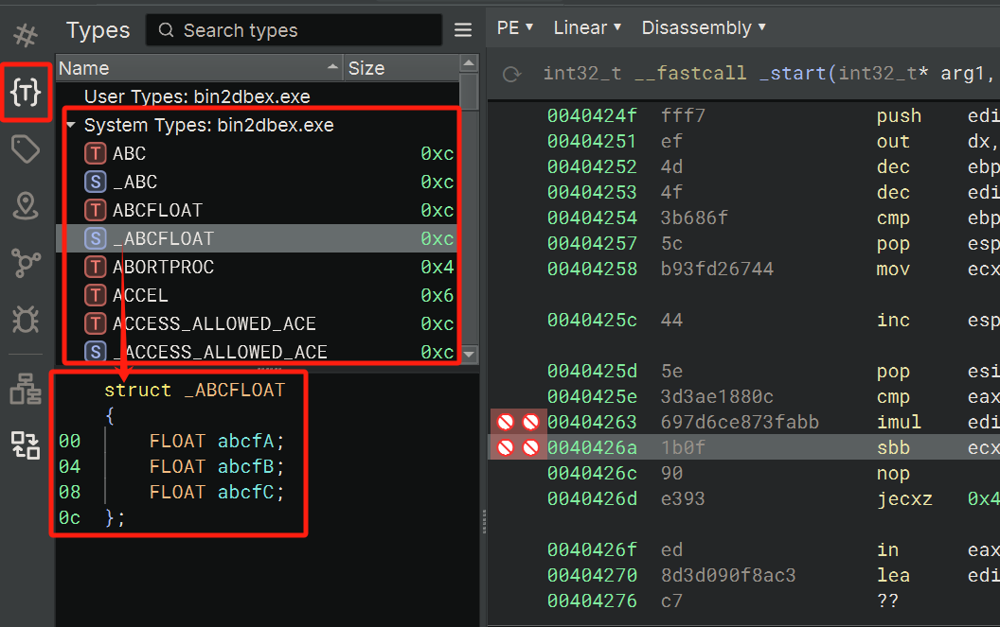 Types
Search types
Name Size
User Types: bin2dbex.exe
System Types: bin2dbex.exe
T ABC 0xc
S _ABC 0xc
T ABCFLOAT 0xc
S _ABCFLOAT 0xc
T ABORTPROC 0x4
T ACCEL 0x6
T ACCESS_ALLOWED_ACE 0xc
S _ACCESS_ALLOWED_ACE 0xc
struct _ABCFLOAT
{
00 FLOAT abcfA;
04 FLOAT abcfB;
08 FLOAT abcfC;
0c };
PE Linear Disassembly
int32_t __fastcall _start(int32_t* arg1,
0040424f fff7 push edi
00404251 ef out dx,
00404252 4d dec ebp
00404253 4f dec edi
00404254 3b686f cmp ebp
00404257 5c pop esp
00404258 b93fd26744 mov ecx
0040425c 44 inc esp
0040425d 5e pop esi
0040425e 3d3ae1880c cmp eax
00404263 697d6ce873fabb imul edi
0040426a 1b0f sbb ecx
0040426c 90 nop
0040426d e393 jecxz 0x4
0040426f ed in eax
00404270 8d3d090f8ac3 lea edi
00404276 c7 ??